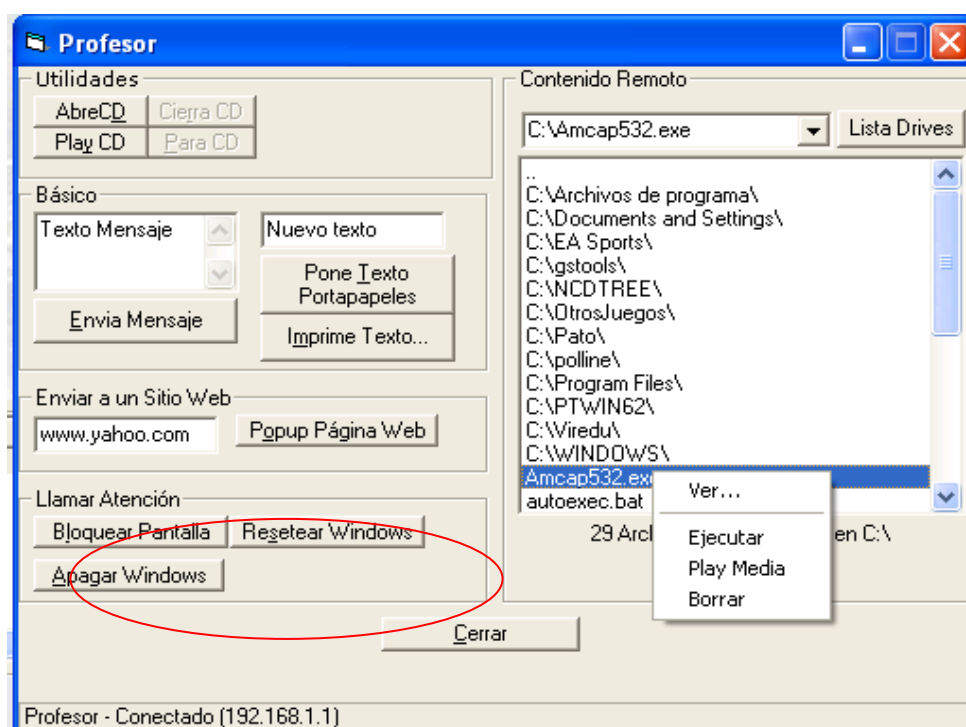 Profesor
Utilidades
AbreCD
Cierra CD
Play CD
Para CD
Básico
Texto Mensaje
Nuevo texto
Pone Texto
Portapapeles
Envia Mensaje
Imprime Texto...
Enviar a un Sitio Web
www.yahoo.com
Popup Página Web
Llamar Atención
Bloquear Pantalla
Resetear Windows
Apagar Windows
Contenido Remoto
C:\Amcap532.exe
Lista Drives
..
C:\Archivos de programa\
C:\Documents and Settings\
C:\EA Sports\
C:\gstools\
C:\NCDTREE\
C:\OtrosJuegos\
C:\Pato\
C:\polline\
C:\Program Files\
C:\PTWIN62\
C:\Viredu\
C:\WINDOWS\
Amcap532.exe
autoexec.bat
29 Arc en C:\
Ver...
Ejecutar
Play Media
Borrar
Cerrar
Profesor - Conectado (192.168.1.1)